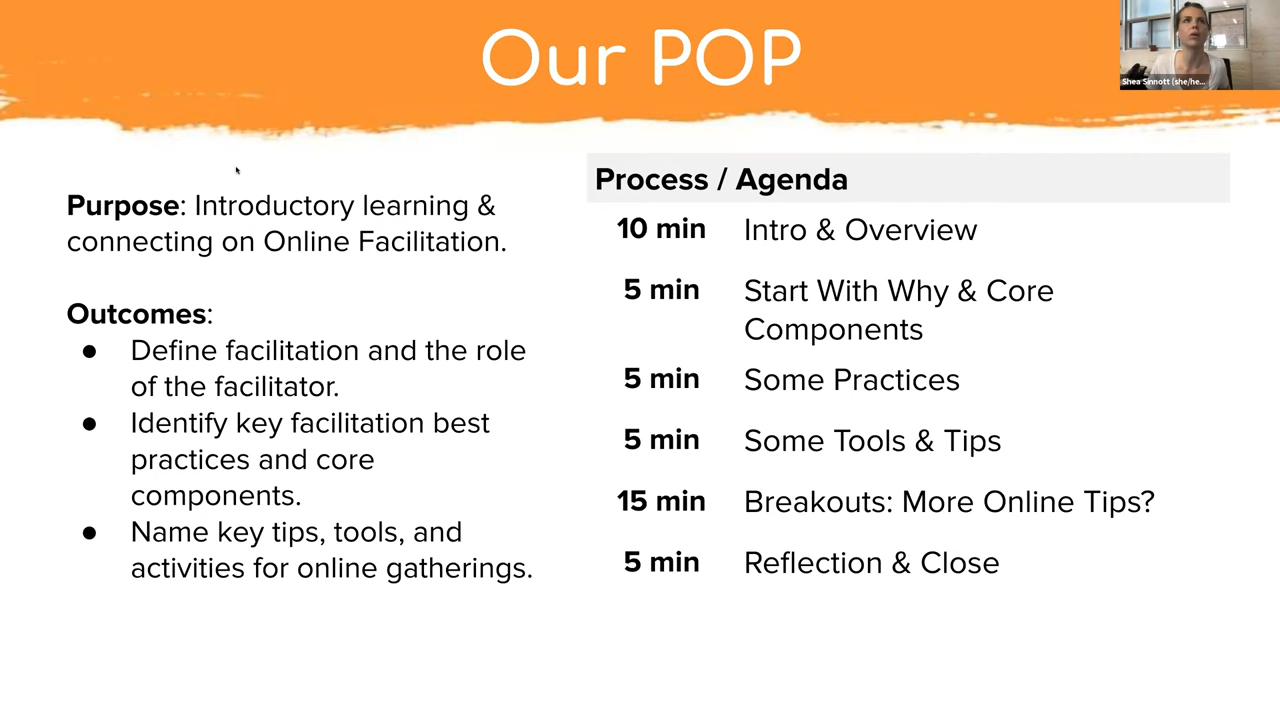 Our POP
Shea Sinnott (she/he...
Purpose: Introductory learning &
connecting on Online Facilitation.
Outcomes:
● Define facilitation and the role
of the facilitator.
● Identify key facilitation best
practices and core
components.
● Name key tips, tools, and
activities for online gatherings.
Process / Agenda
10 min Intro & Overview
5 min Start With Why & Core
Components
5 min Some Practices
5 min Some Tools & Tips
15 min Breakouts: More Online Tips?
5 min Reflection & Close